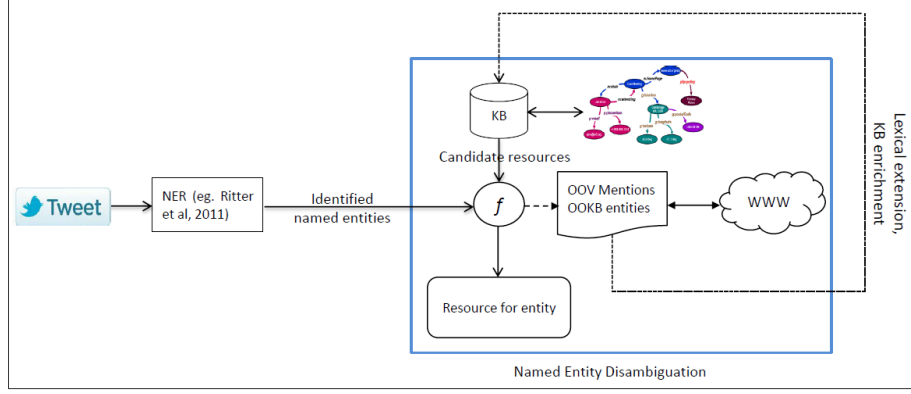 KB
Candidate resources
Tweet
NER (eg. Ritter
et al, 2011)
Identified
named entities
f
OOV Mentions
OOKB entities
WWW
Lexical extension,
KB enrichment
Resource for entity
Named Entity Disambiguation